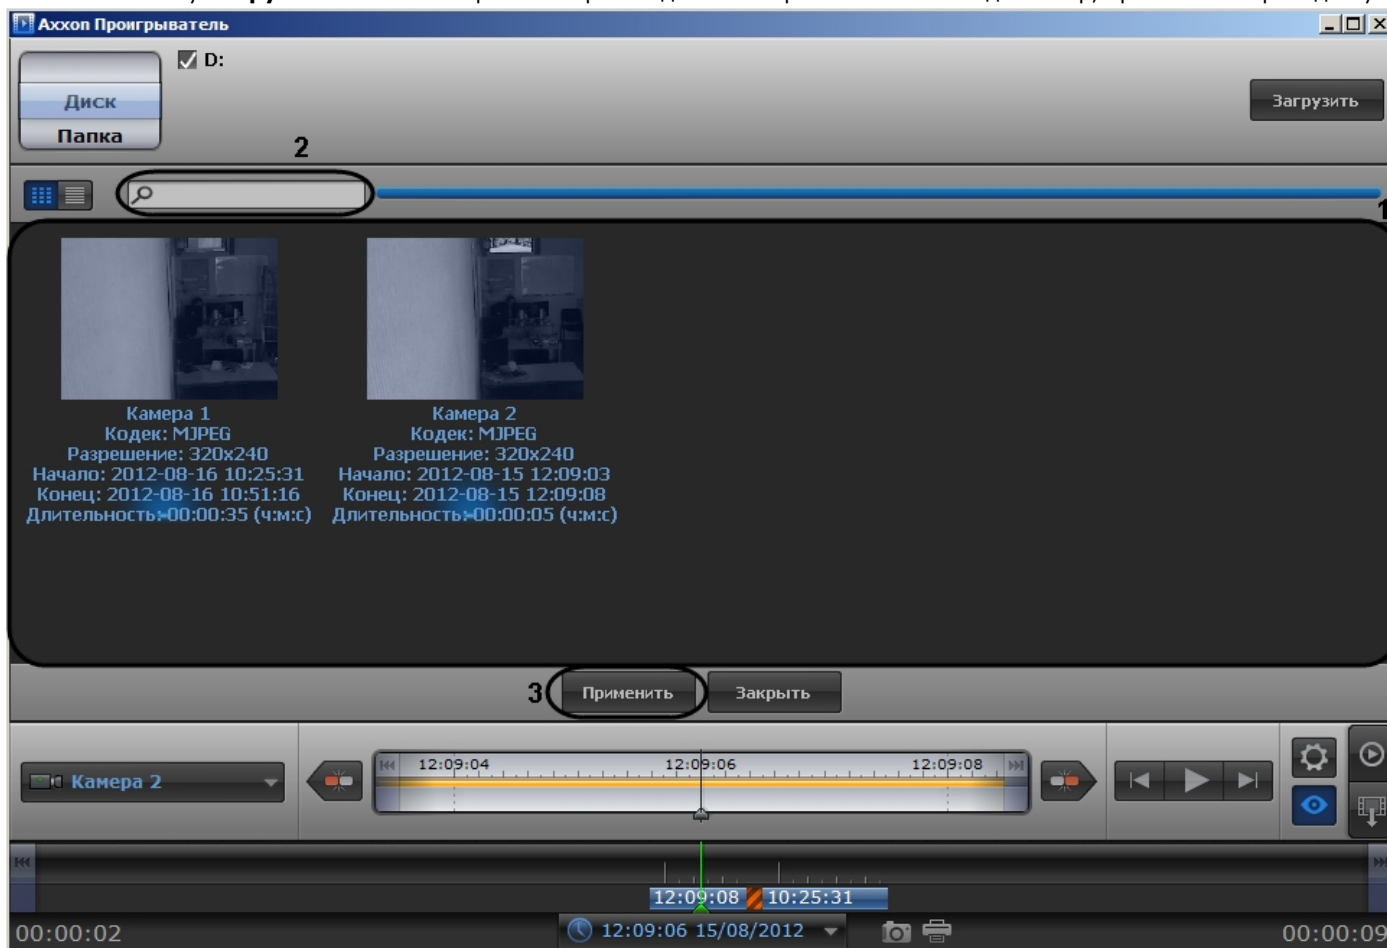 Аххон Проигрыватель
D:
Диск
Папка
Загрузить
2
1
Камера 1
Кодек: MJPEG
Разрешение: 320x240
Начало: 2012-08-16 10:25:31
Конец: 2012-08-16 10:51:16
Длительность: 00:00:35 (ч:м:с)
Камера 2
Кодек: MJPEG
Разрешение: 320x240
Начало: 2012-08-15 12:09:03
Конец: 2012-08-15 12:09:08
Длительность: 00:00:05 (ч:м:с)
3
Применить
Закрыть
Камера 2
12:09:04
12:09:06
12:09:08
12:09:08
10:25:31
00:00:02
12:09:06 15/08/2012
00:00:09